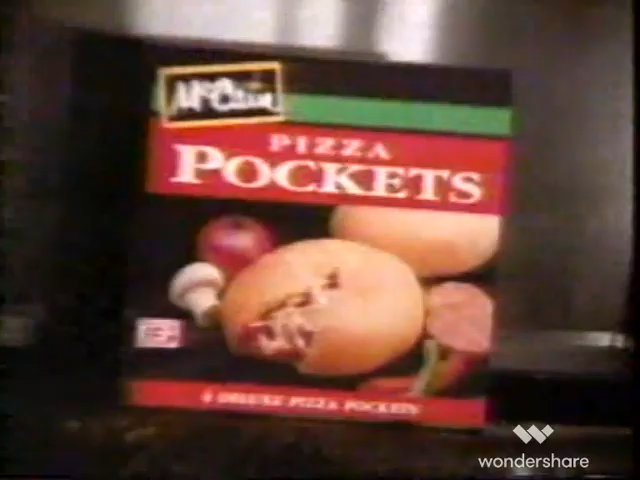 McCain
PIZZA
POCKETS
DELUXE PIZZA POCKETS
wondershare